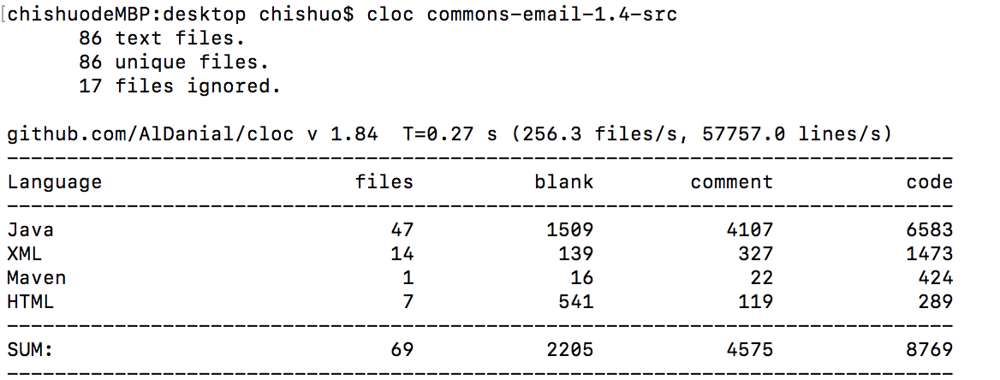 [chishuodeMBP:desktop chishuo$ cloc commons-email-1.4-src
      86 text files.
      86 unique files.
      17 files ignored.

github.com/AlDanial/cloc v 1.84  T=0.27 s (256.3 files/s, 57757.0 lines/s)
-------------------------------------------------------------------------------
Language                     files          blank        comment           code
-------------------------------------------------------------------------------
Java                            47           1509           4107           6583
XML                             14            139            327           1473
Maven                            1             16             22            424
HTML                             7            541            119            289
-------------------------------------------------------------------------------
SUM:                            69           2205           4575           8769
-------------------------------------------------------------------------------